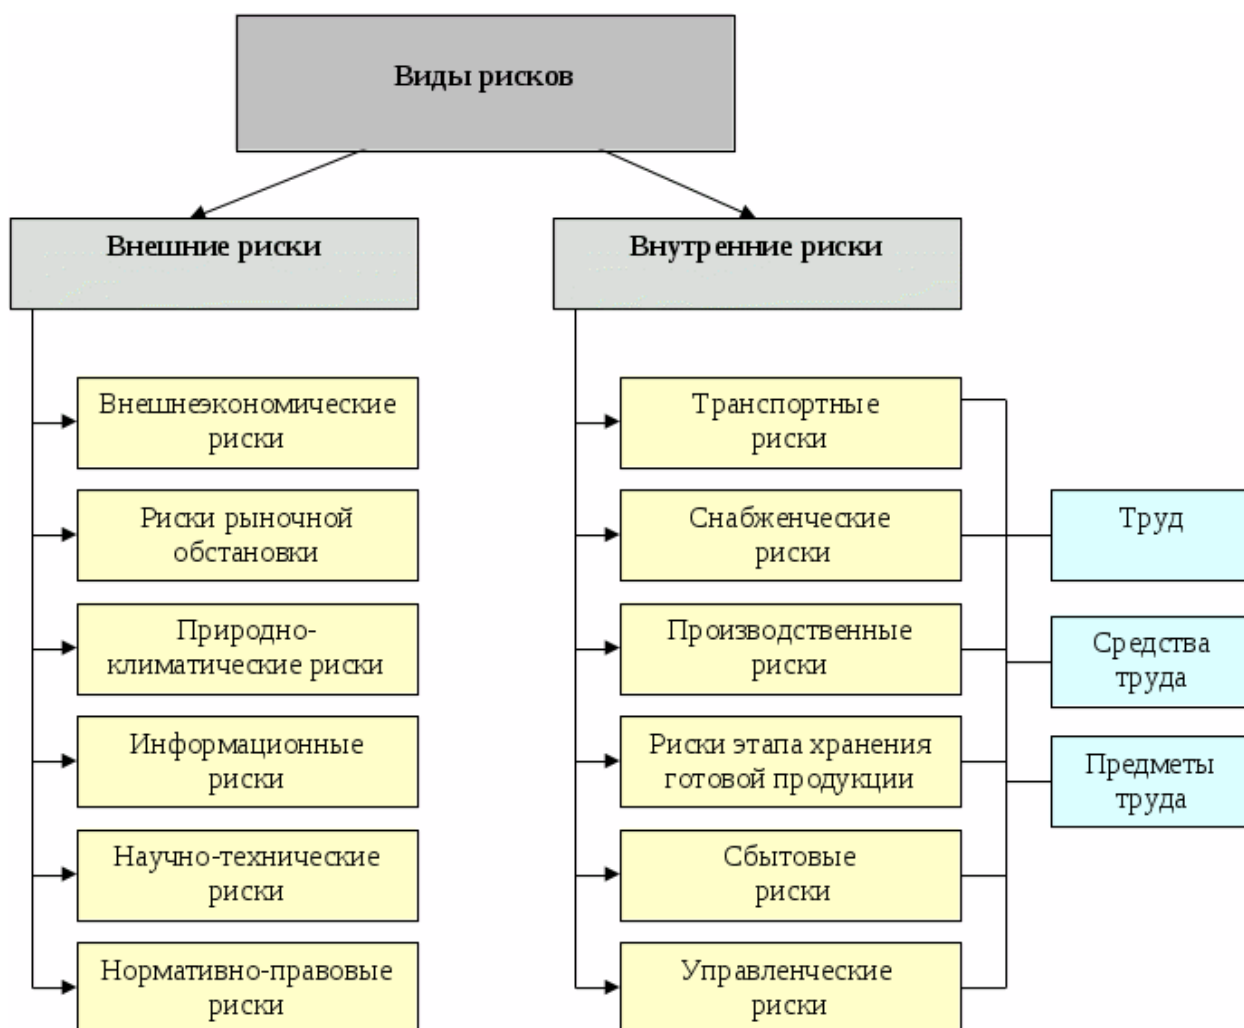 Виды рисков
Внешние риски
Внешнеэкономические
риски
Риски рыночной
обстановки
Природно-
климатические риски
Информационные
риски
Научно-технические
риски
Нормативно-правовые
риски
Внутренние риски
Транспортные
риски
Снабженческие
риски
Производственные
риски
Риски этапа хранения
готовой продукции
Сбытовые
риски
Управленческие
риски
Труд
Средства
труда
Предметы
труда